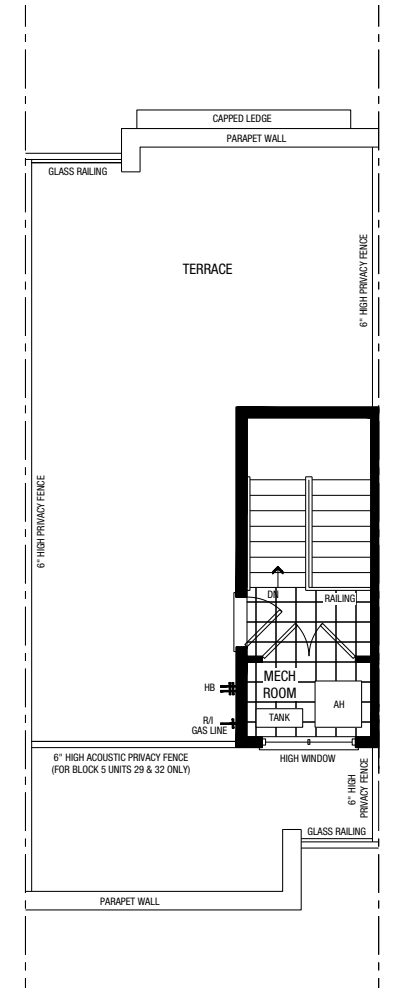 CAPPED LEDGE
PARAPET WALL
GLASS RAILING
TERRACE
6" HIGH PRIVACY FENCE
6" HIGH PRIVACY FENCE
DN
RAILING
MECH
ROOM
HB
AH
TANK
R/I
GAS LINE
6" HIGH ACOUSTIC PRIVACY FENCE
(FOR BLOCK 5 UNITS 29 & 32 ONLY)
HIGH WINDOW
6" HIGH
PRIVACY FENCE
GLASS RAILING
PARAPET WALL